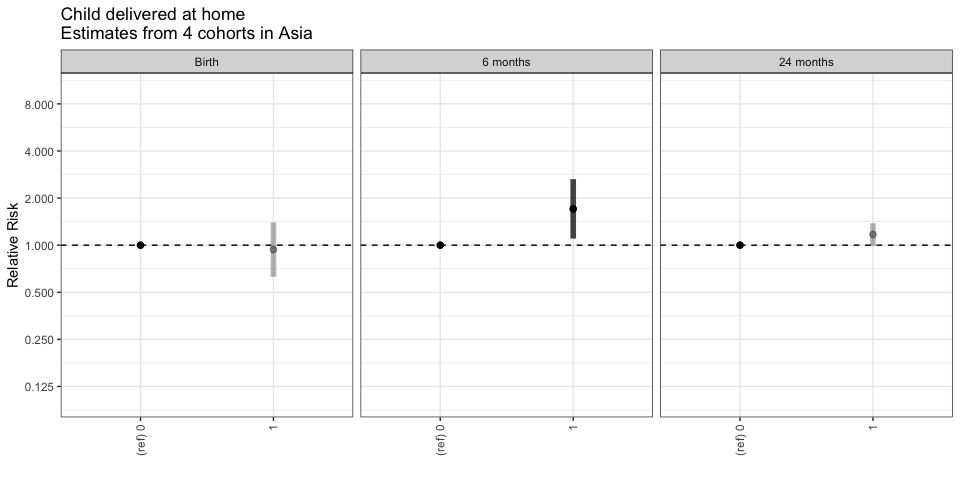 Child delivered at home
Estimates from 4 cohorts in Asia
Birth
6 months
24 months
Relative Risk
8.000
4.000
2.000
1.000
0.500
0.250
0.125
(ref) 0
1
(ref) 0
1
(ref) 0
1